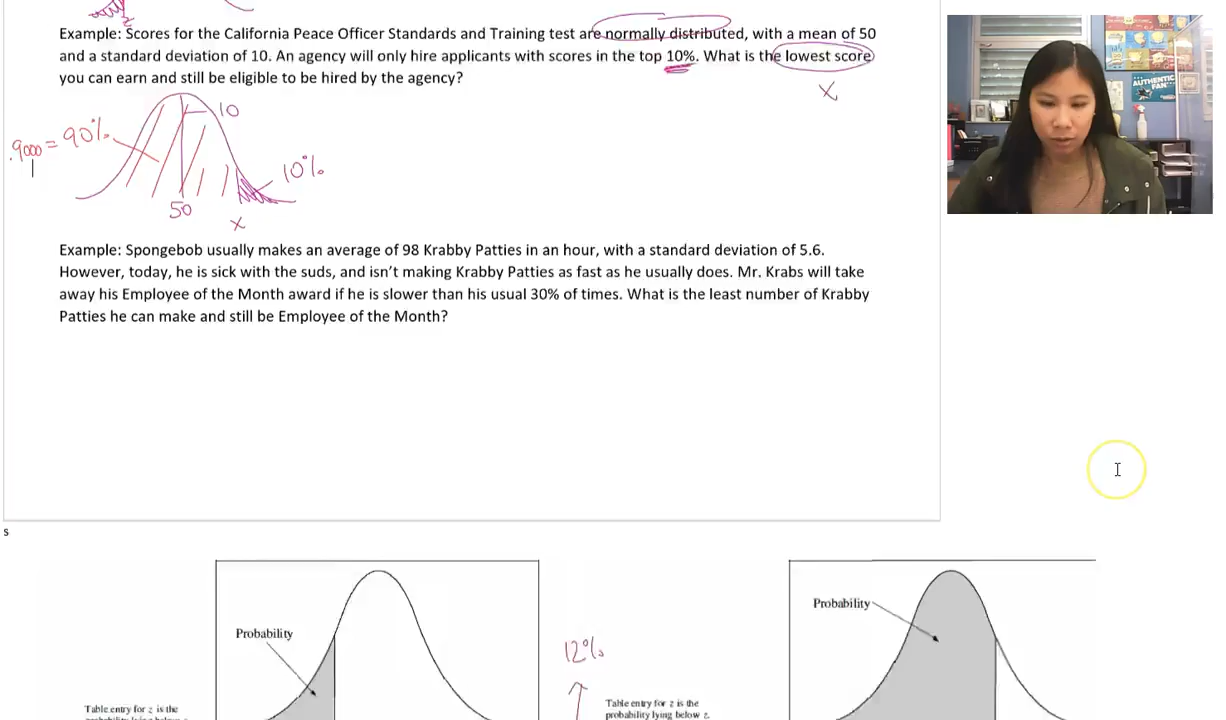 z
Example: Scores for the California Peace Officer Standards and Training test are normally distributed, with a mean of 50
and a standard deviation of 10. An agency will only hire applicants with scores in the top 10%. What is the lowest score
you can earn and still be eligible to be hired by the agency?
x
10
.9000 = 90%
10%
50
x
AUTHENTIC
FAN
Example: Spongebob usually makes an average of 98 Krabby Patties in an hour, with a standard deviation of 5.6.
However, today, he is sick with the suds, and isn't making Krabby Patties as fast as he usually does. Mr. Krabs will take
away his Employee of the Month award if he is slower than his usual 30% of times. What is the least number of Krabby
Patties he can make and still be Employee of the Month?
s
Probability
Probability
12%
Table entry for z is the
Table entry for z is the
probability lying below z.